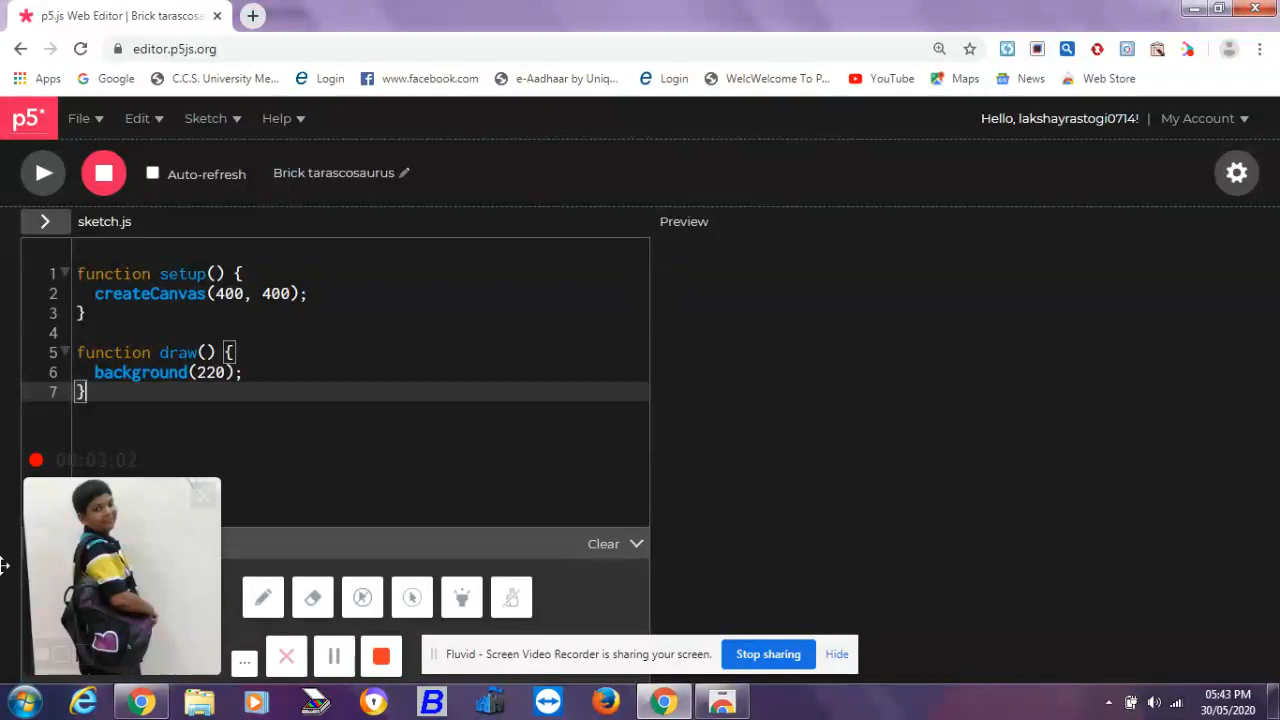 p5.js Web Editor | Brick tarascosa
editor.p5js.org
Apps
Google
C.C.S. University Me...
Login
www.facebook.com
e-Aadhaar by Uniq...
Login
WelcWelcome To P...
YouTube
Maps
News
Web Store
p5*
File
Edit
Sketch
Help
Hello, lakshayrastogi0714!
|
My Account
Auto-refresh
Brick tarascosaurus
sketch.js
Preview
1 function setup() {
2 createCanvas(400, 400);
3 }
4
5 function draw() {
6 background(220);
7 }
00:03:02
Clear
...
Fluvid - Screen Video Recorder is sharing your screen.
Stop sharing
Hide
B
05:43 PM
30/05/2020